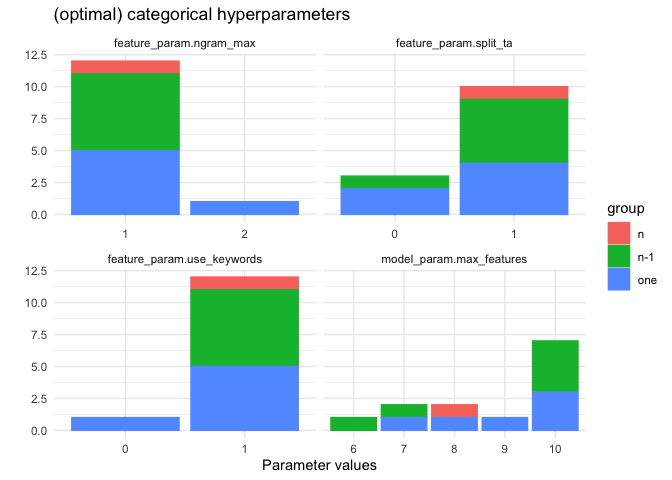 (optimal) categorical hyperparameters
feature_param.ngram_max
feature_param.split_ta
12.5
10.0
7.5
5.0
2.5
0.0
1 2
0 1
feature_param.use_keywords
model_param.max_features
12.5
10.0
7.5
5.0
2.5
0.0
0 1
6 7 8 9 10
Parameter values
group
n
n-1
one